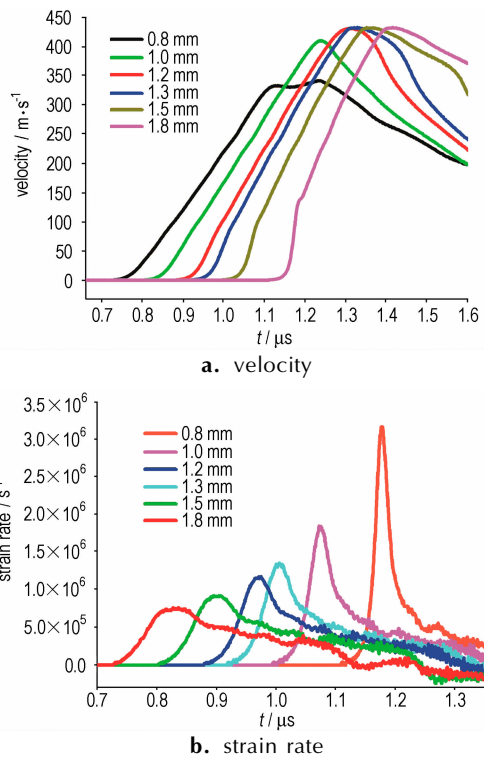 velocity / m·s⁻¹
450
400
350
300
250
200
150
100
50
0
0.8 mm
1.0 mm
1.2 mm
1.3 mm
1.5 mm
1.8 mm
0.7 0.8 0.9 1.0 1.1 1.2 1.3 1.4 1.5 1.6
t / μs
a. velocity
strain rate / s⁻¹
3.5×10⁶
3.0×10⁶
2.5×10⁶
2.0×10⁶
1.5×10⁶
1.0×10⁶
5.0×10⁵
0.0
0.8 mm
1.0 mm
1.2 mm
1.3 mm
1.5 mm
1.8 mm
0.7 0.8 0.9 1.0 1.1 1.2 1.3
t / μs
b. strain rate